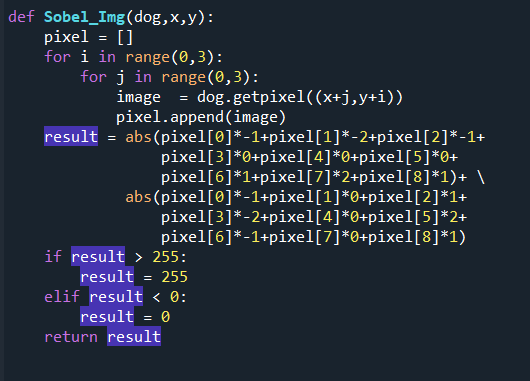 def Sobel_Img(dog,x,y):
    pixel = []
    for i in range(0,3):
        for j in range(0,3):
            image  = dog.getpixel((x+j,y+i))
            pixel.append(image)
    result = abs(pixel[0]*-1+pixel[1]*-2+pixel[2]*-1+
                 pixel[3]*0+pixel[4]*0+pixel[5]*0+
                 pixel[6]*1+pixel[7]*2+pixel[8]*1)+ \
             abs(pixel[0]*-1+pixel[1]*0+pixel[2]*1+
                 pixel[3]*-2+pixel[4]*0+pixel[5]*2+
                 pixel[6]*-1+pixel[7]*0+pixel[8]*1)
    if result > 255:
        result = 255
    elif result < 0:
        result = 0
    return result